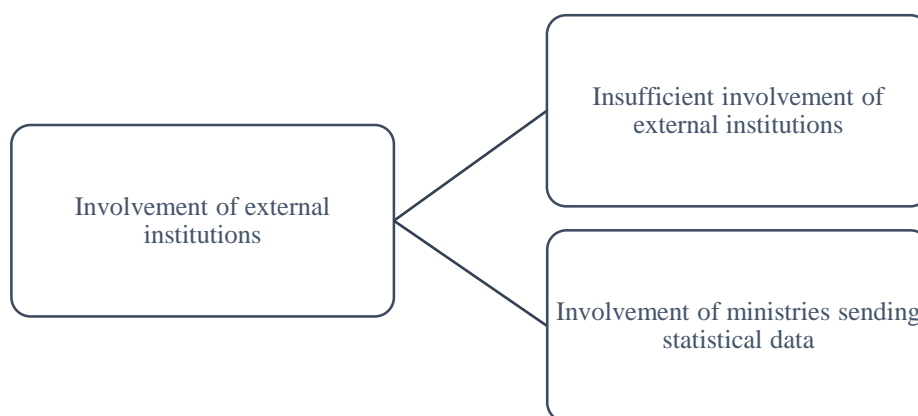 Involvement of external
institutions
Insufficient involvement of
external institutions
Involvement of ministries sending
statistical data